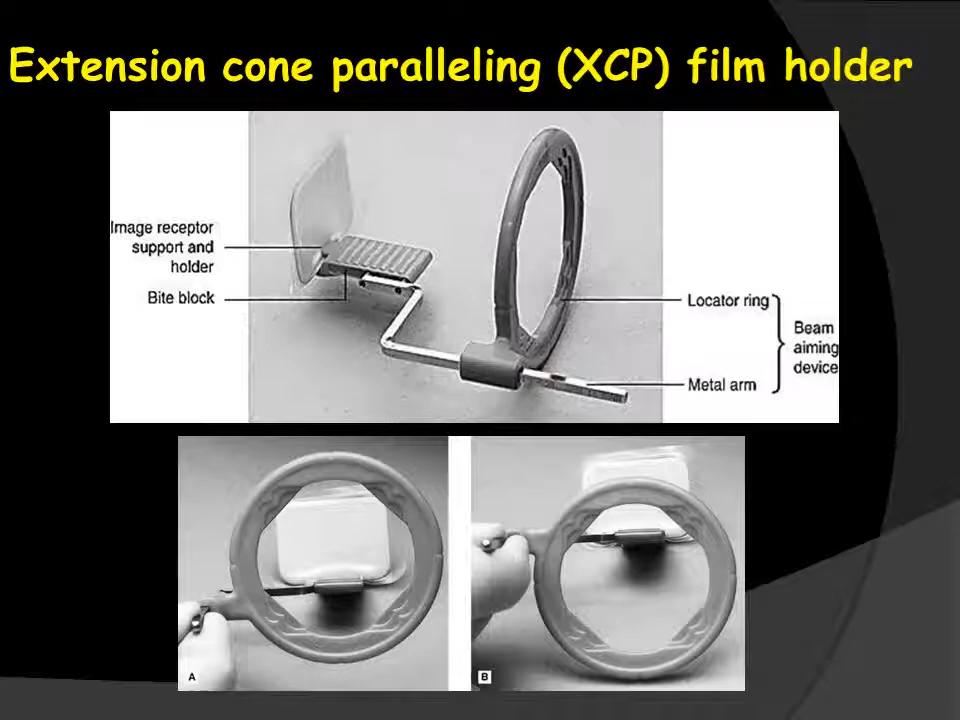 Extension cone paralleling (XCP) film holder
Image receptor
support and
holder
Bite block
Locator ring
Metal arm
Beam
aiming
device
A
B